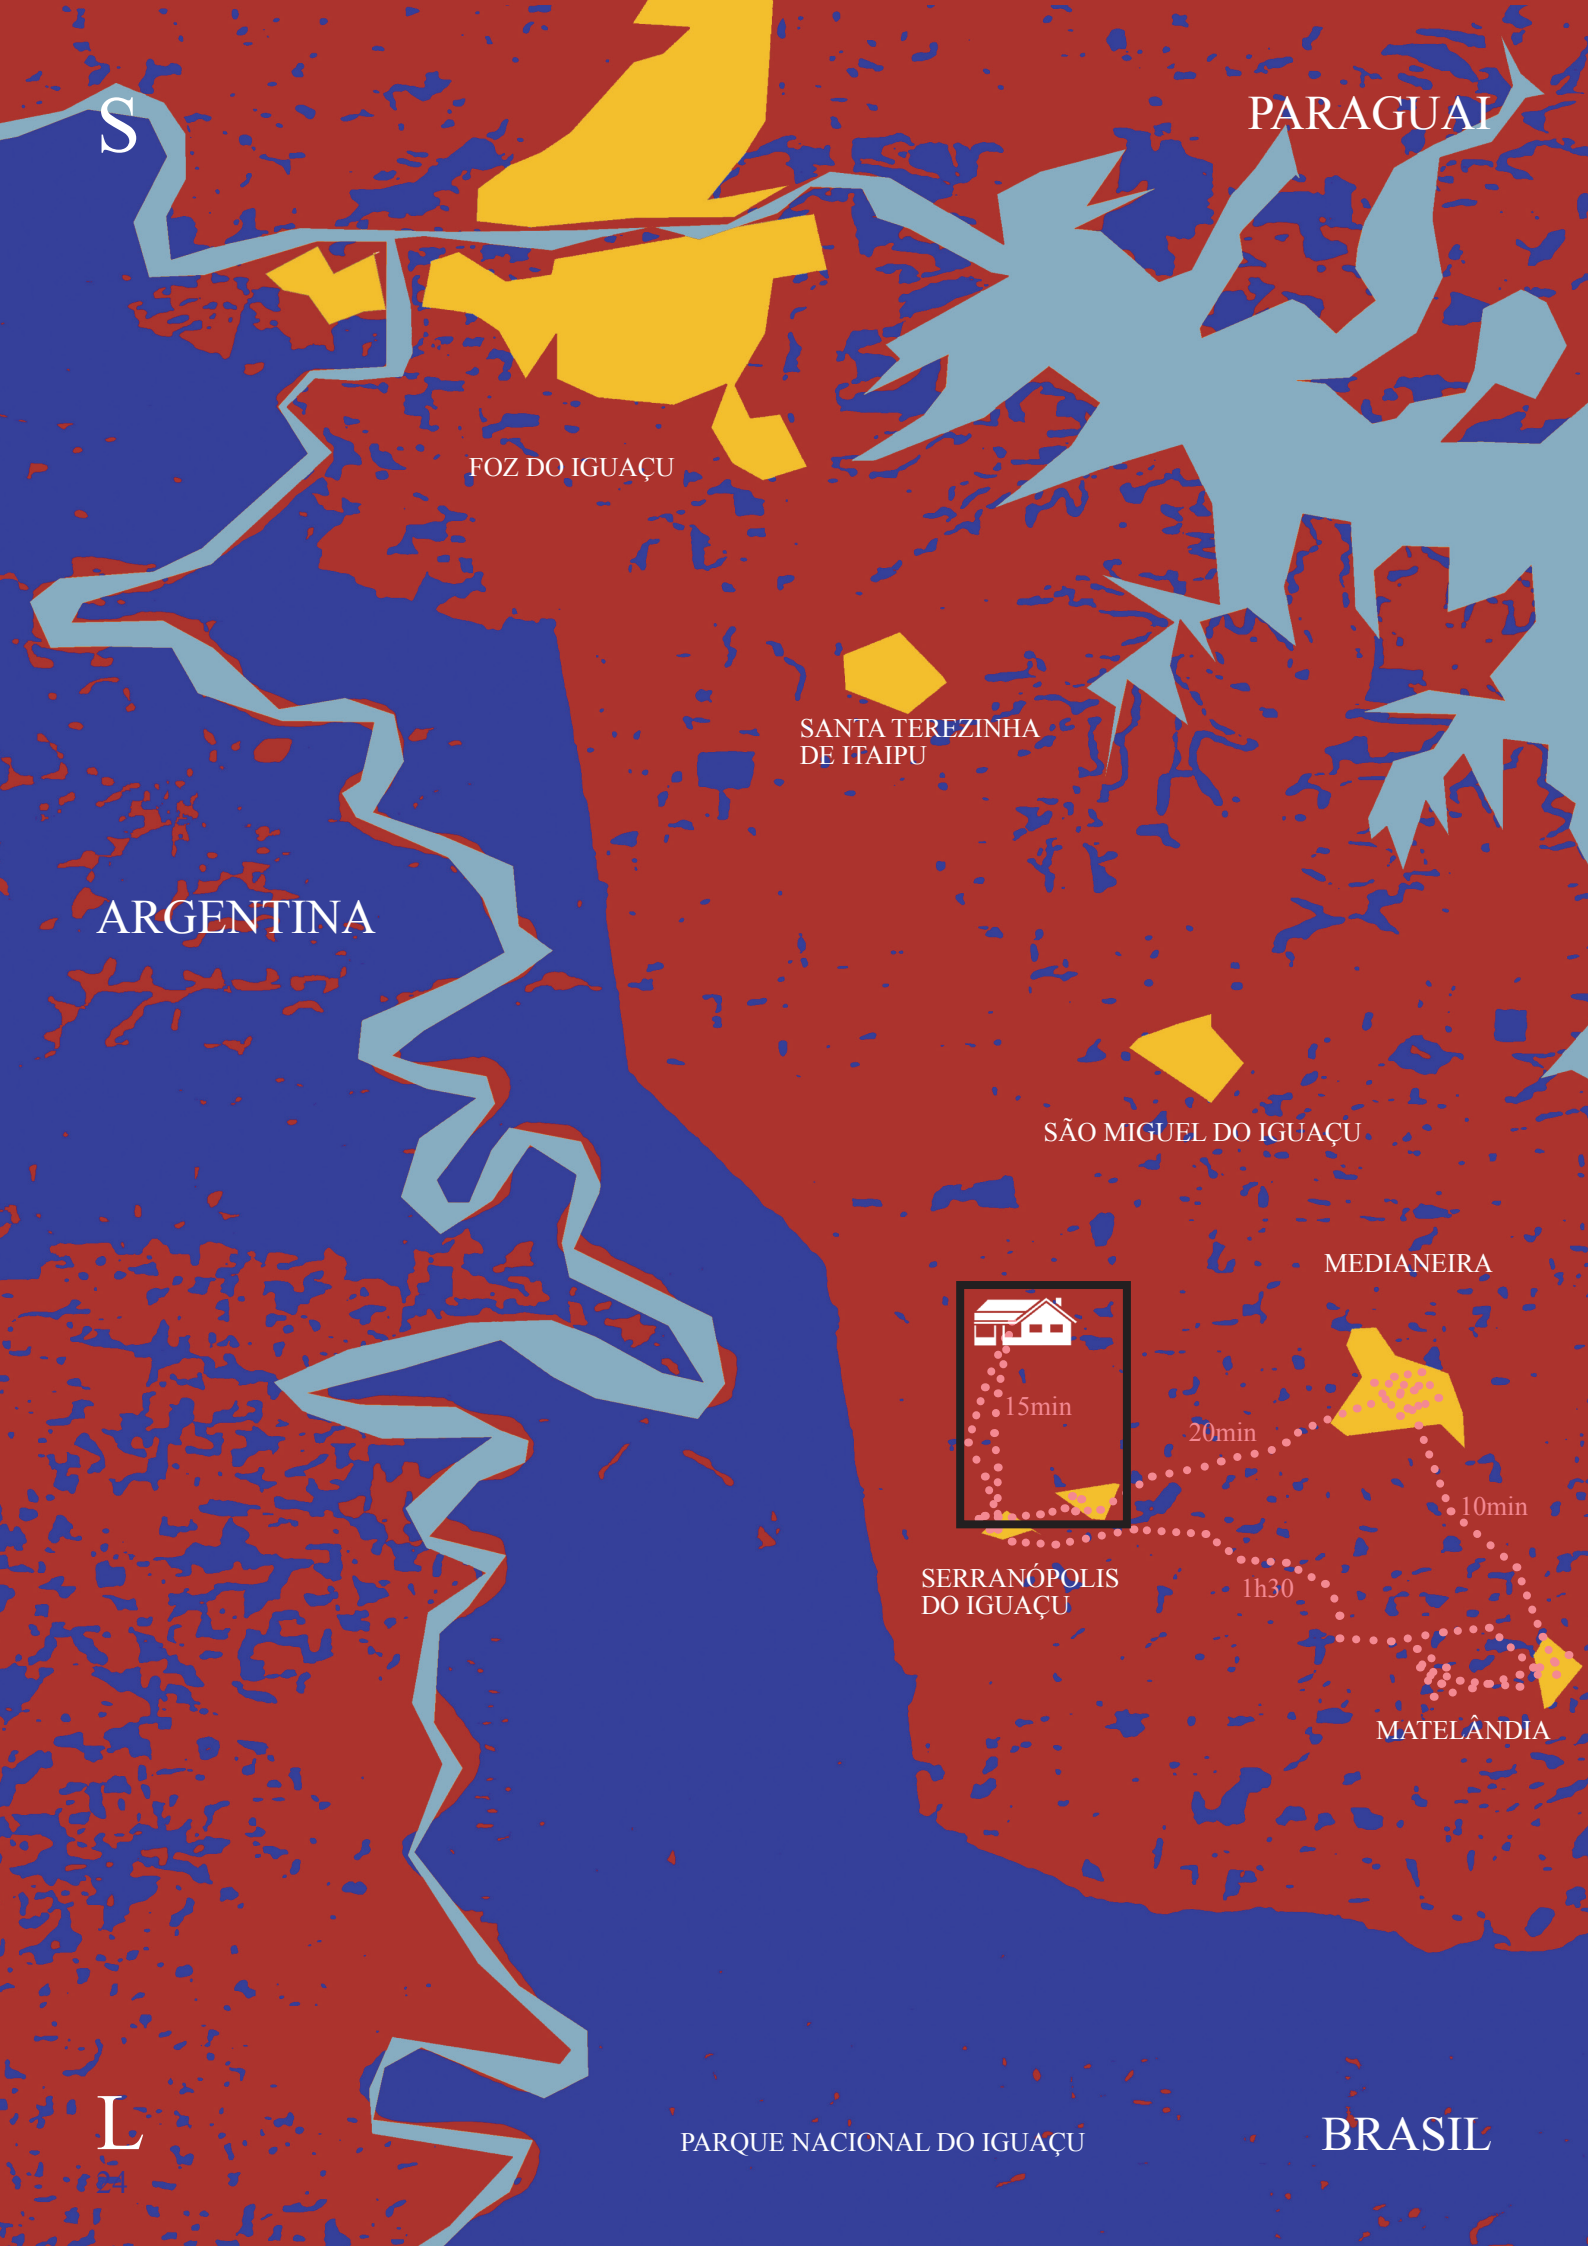 S
PARAGUAI
FOZ DO IGUAÇU
SANTA TEREZINHA
DE ITAIPU
ARGENTINA
SÃO MIGUEL DO IGUAÇU
MEDIANEIRA
15min
20min
10min
SERRANÓPOLIS
DO IGUAÇU
1h30
MATELÂNDIA
L
PARQUE NACIONAL DO IGUAÇU
BRASIL
24